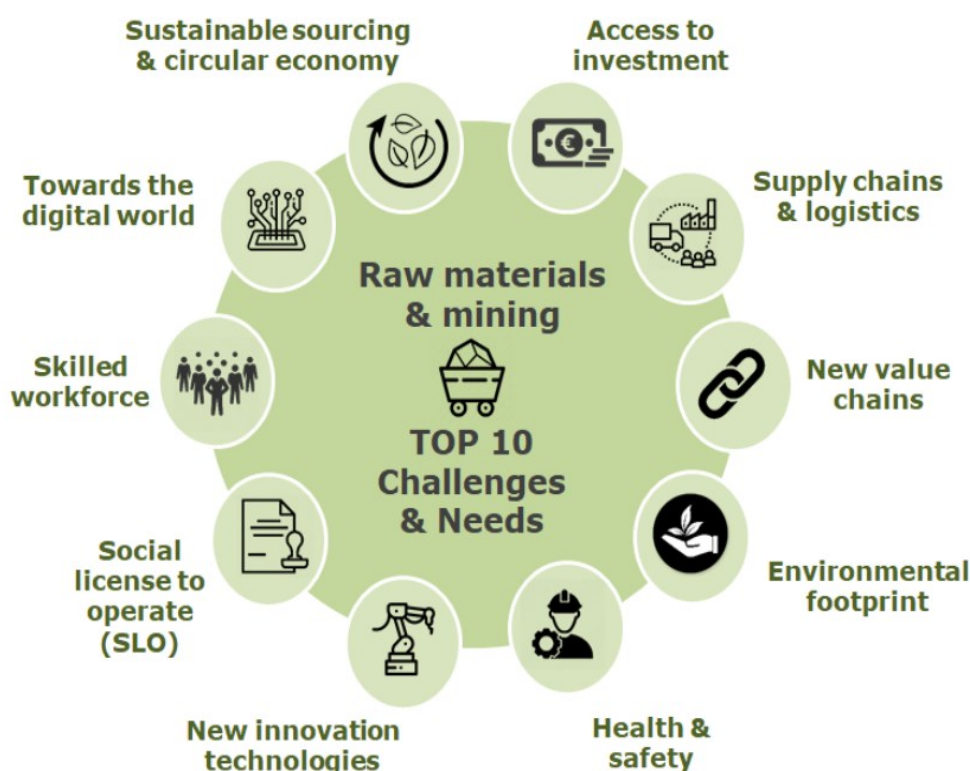 Sustainable sourcing
& circular economy
Access to
investment
Towards the
digital world
Supply chains
& logistics
Raw materials
& mining
Skilled
workforce
New value
chains
TOP 10
Challenges
& Needs
Social
license to
operate
(SLO)
Environmental
footprint
New innovation
technologies
Health &
safety